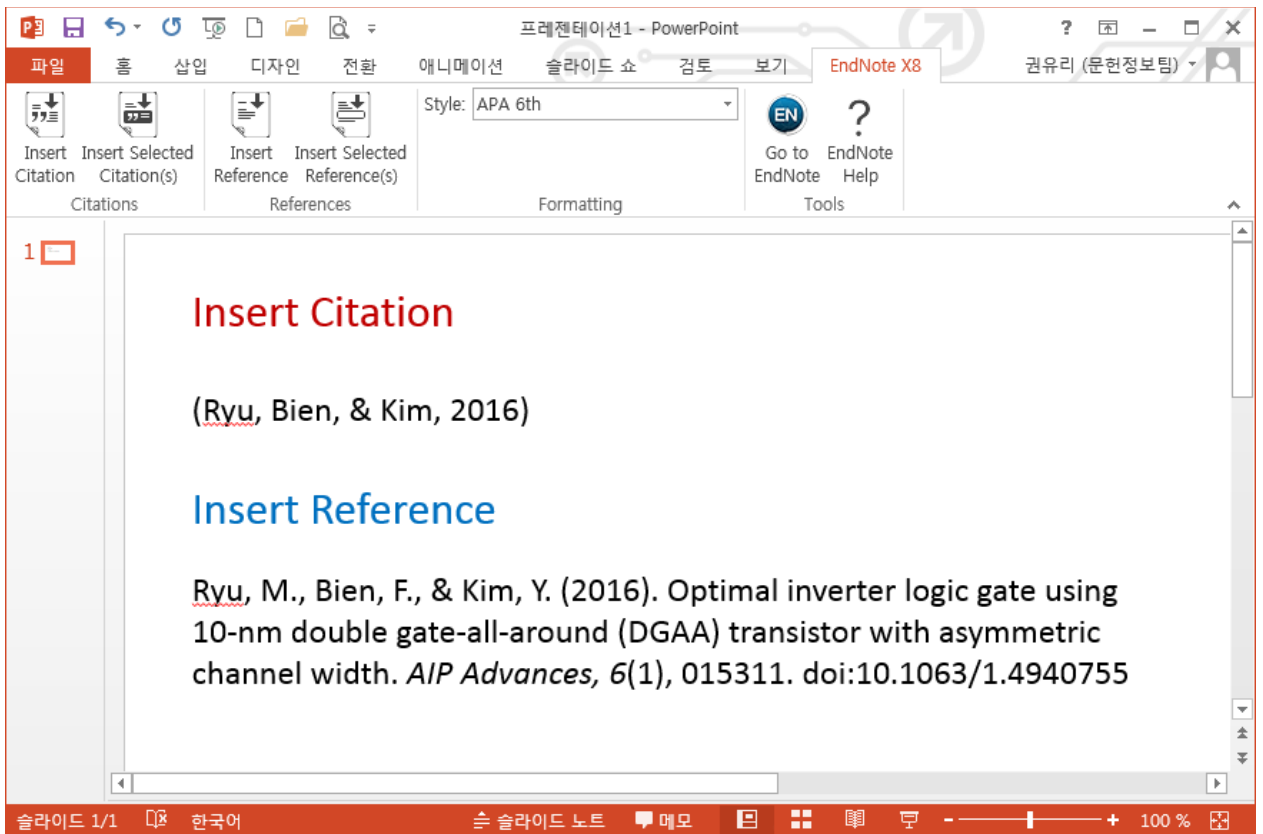 프레젠테이션1 - PowerPoint
파일 홈 삽입 디자인 전환 애니메이션 슬라이드 쇼 검토 보기 EndNote X8 권유리 (문헌정보팀)
Style: APA 6th
EN
Insert Citation
Insert Selected Citation(s)
Insert Reference
Insert Selected Reference(s)
Go to EndNote
EndNote Help
Citations References Formatting Tools
1
Insert Citation
(Ryu, Bien, & Kim, 2016)
Insert Reference
Ryu, M., Bien, F., & Kim, Y. (2016). Optimal inverter logic gate using
10-nm double gate-all-around (DGAA) transistor with asymmetric
channel width. AIP Advances, 6(1), 015311. doi:10.1063/1.4940755
슬라이드 1/1 한국어 슬라이드 노트 메모 100 %